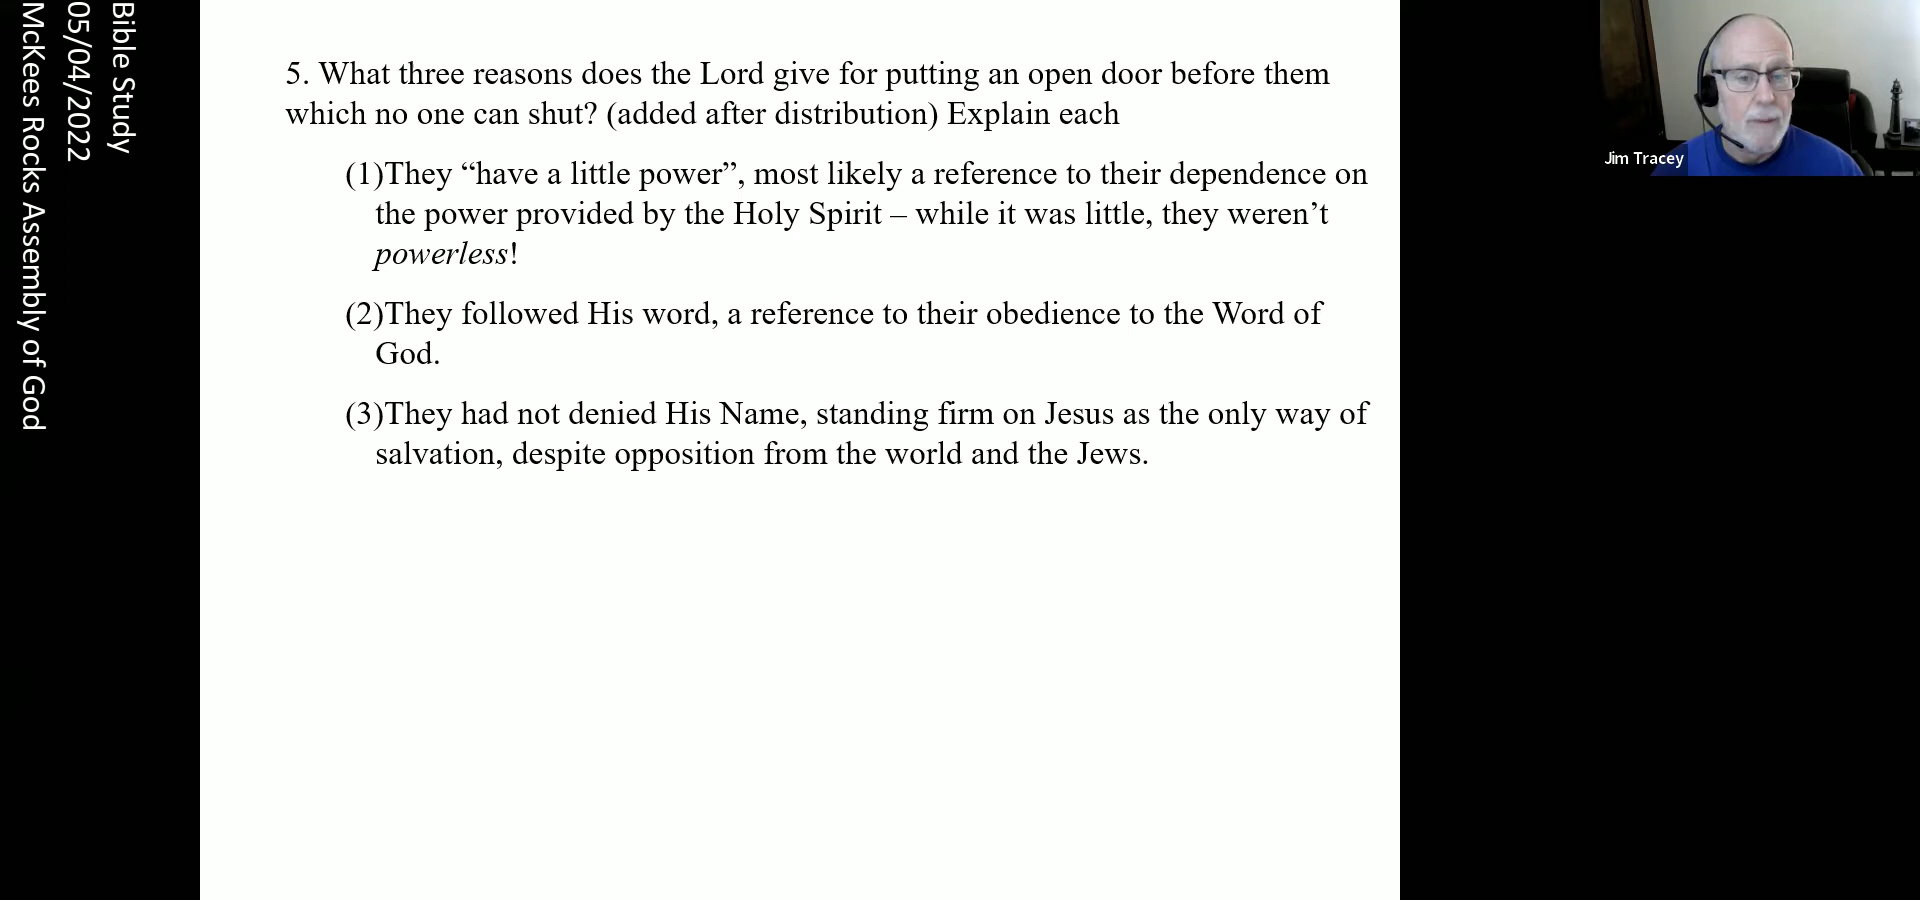 Bible Study
05/04/2022
McKees Rocks Assembly of God
5. What three reasons does the Lord give for putting an open door before them
which no one can shut? (added after distribution) Explain each
(1)They “have a little power”, most likely a reference to their dependence on
the power provided by the Holy Spirit – while it was little, they weren’t
powerless!
(2)They followed His word, a reference to their obedience to the Word of
God.
(3)They had not denied His Name, standing firm on Jesus as the only way of
salvation, despite opposition from the world and the Jews.
Jim Tracey